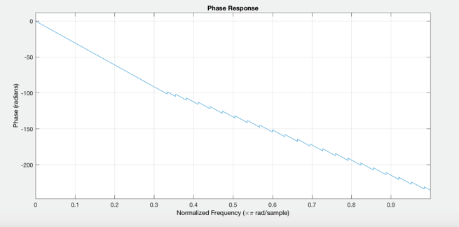 Phase Response
0
-50
-100
-150
-200
Phase (radians)
0 0.1 0.2 0.3 0.4 0.5 0.6 0.7 0.8 0.9
Normalized Frequency (×π rad/sample)